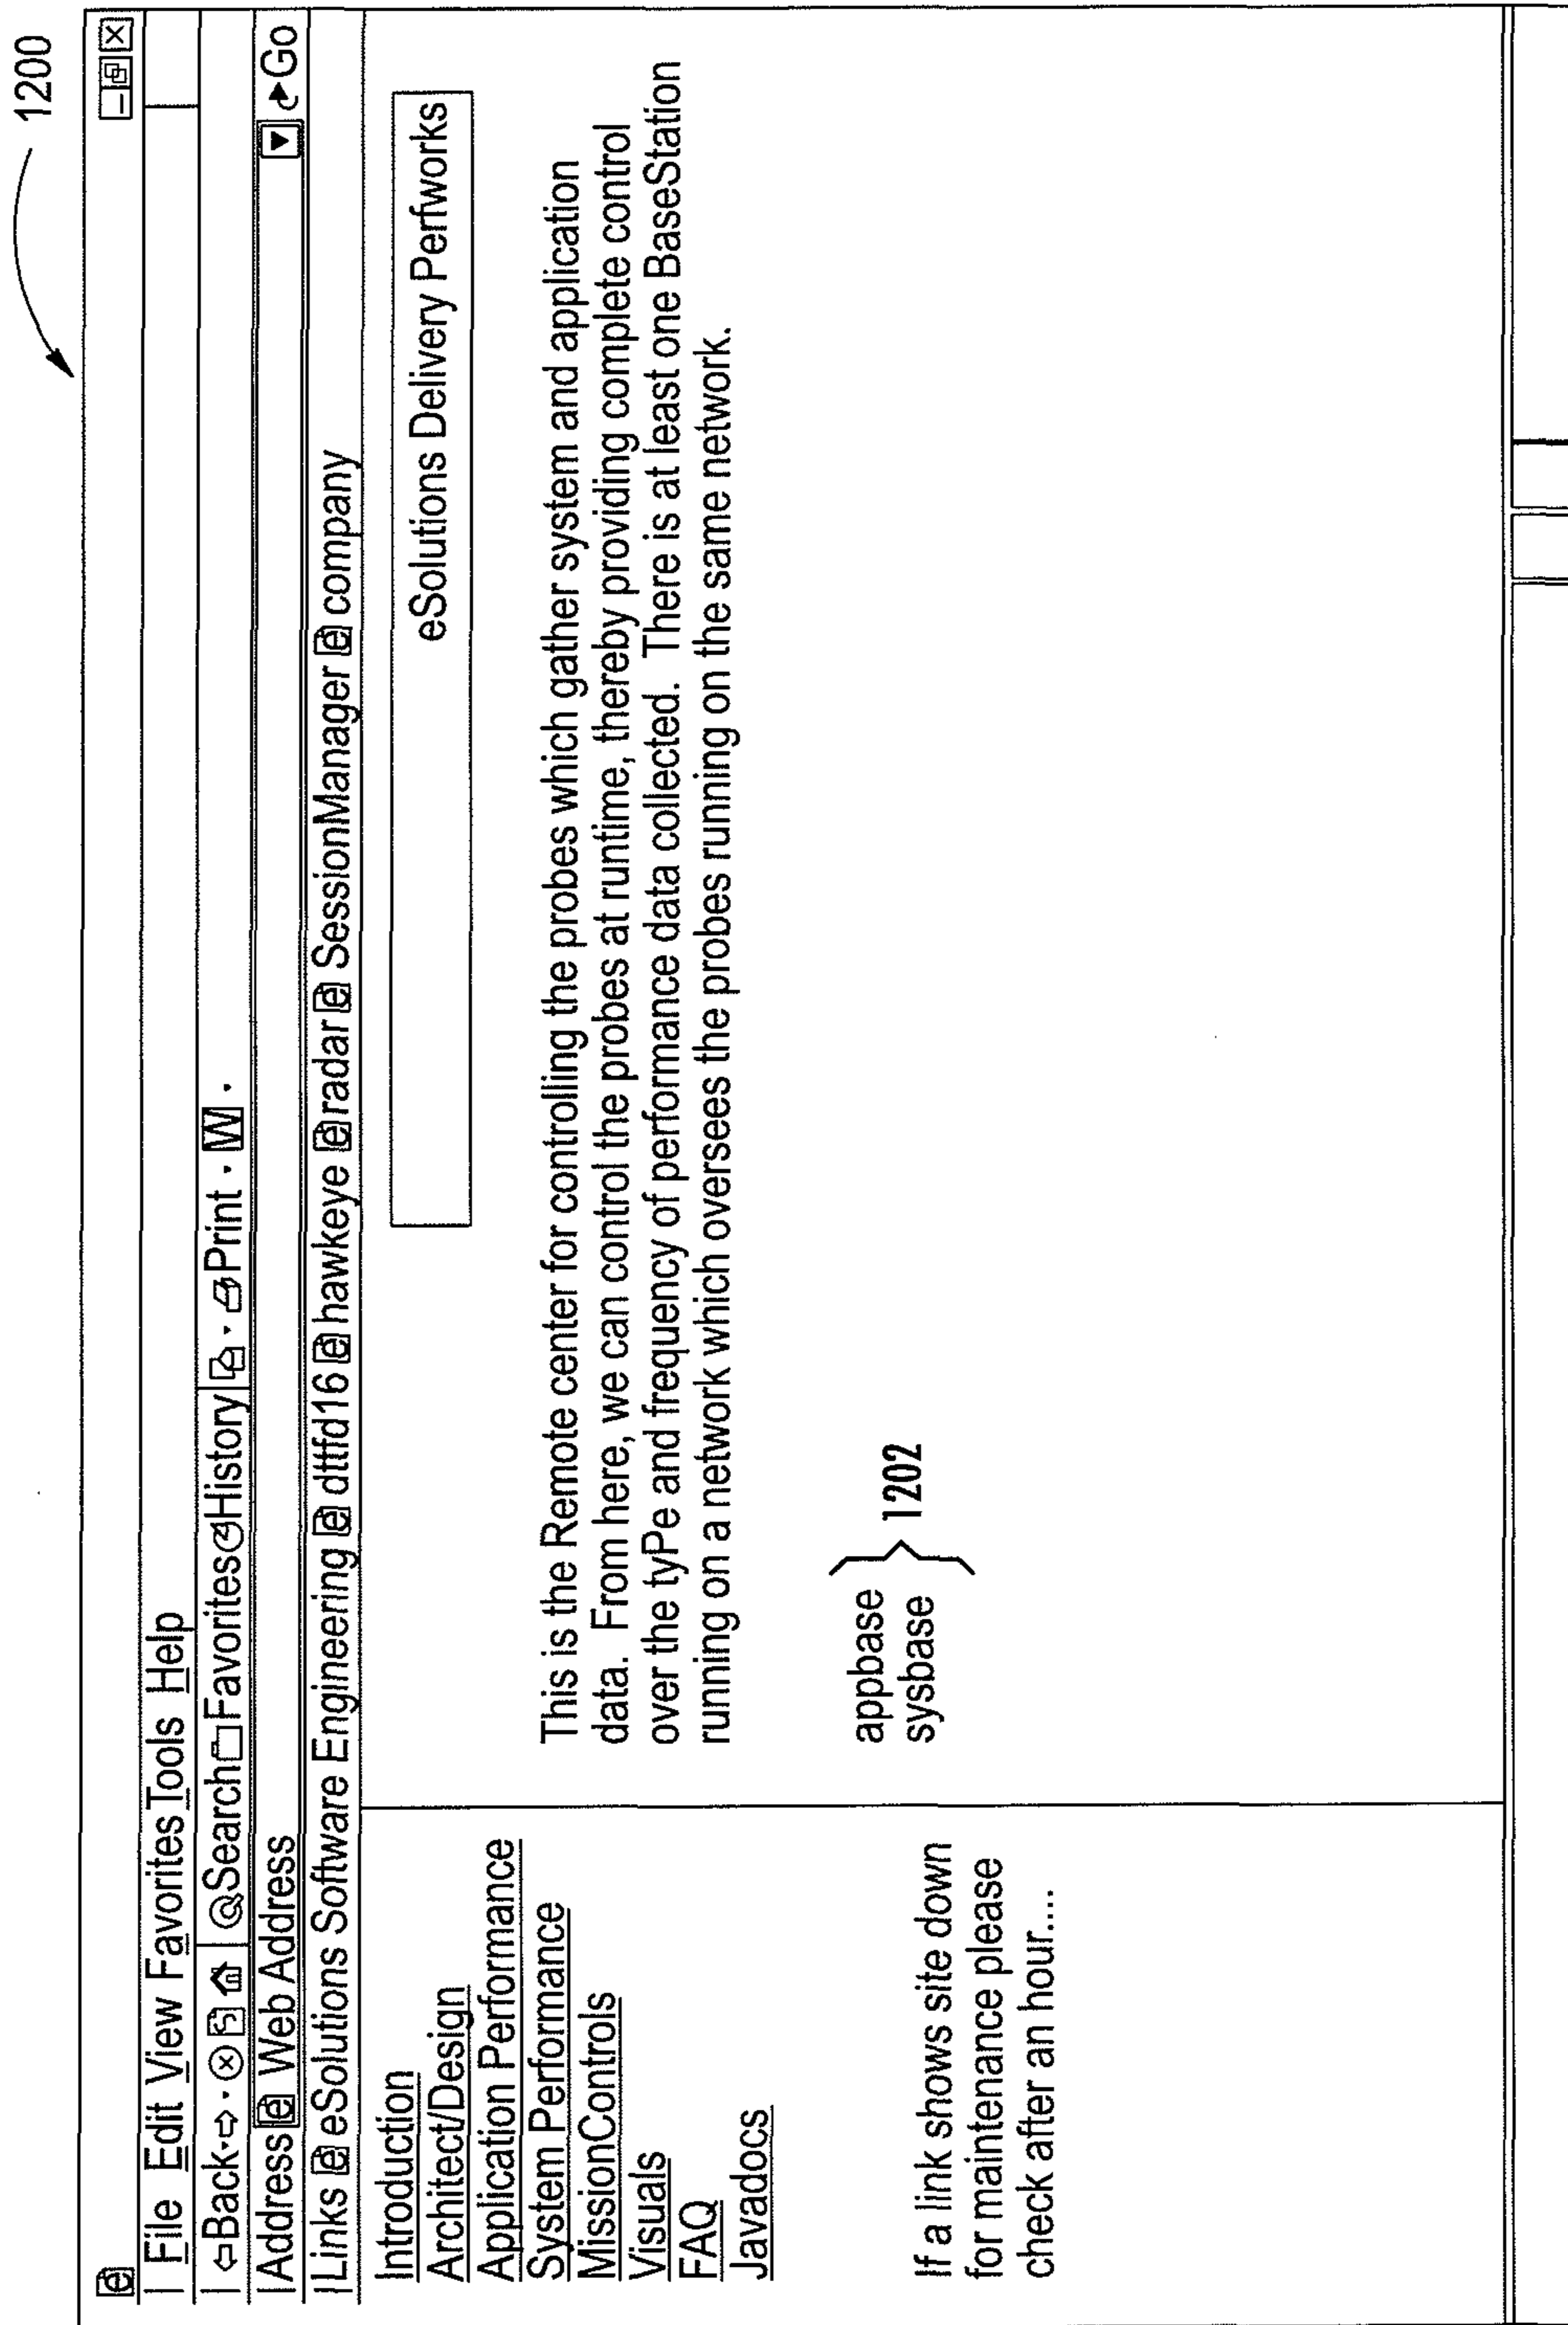 1200
File Edit View Favorites Tools Help
Back Search Favorites History Print W
Address Web Address Go
Links eSolutions Software Engineering dttfd16 hawkeye radar SessionManager company
Introduction
Architect/Design
Application Performance
System Performance
MissionControls
Visuals
FAQ
Javadocs
If a link shows site down
for maintenance please
check after an hour....
eSolutions Delivery Perfworks
This is the Remote center for controlling the probes which gather system and application
data. From here, we can control the probes at runtime, thereby providing complete control
over the tyPe and frequency of performance data collected. There is at least one BaseStation
running on a network which oversees the probes running on the same network.
appbase
sysbase
1202